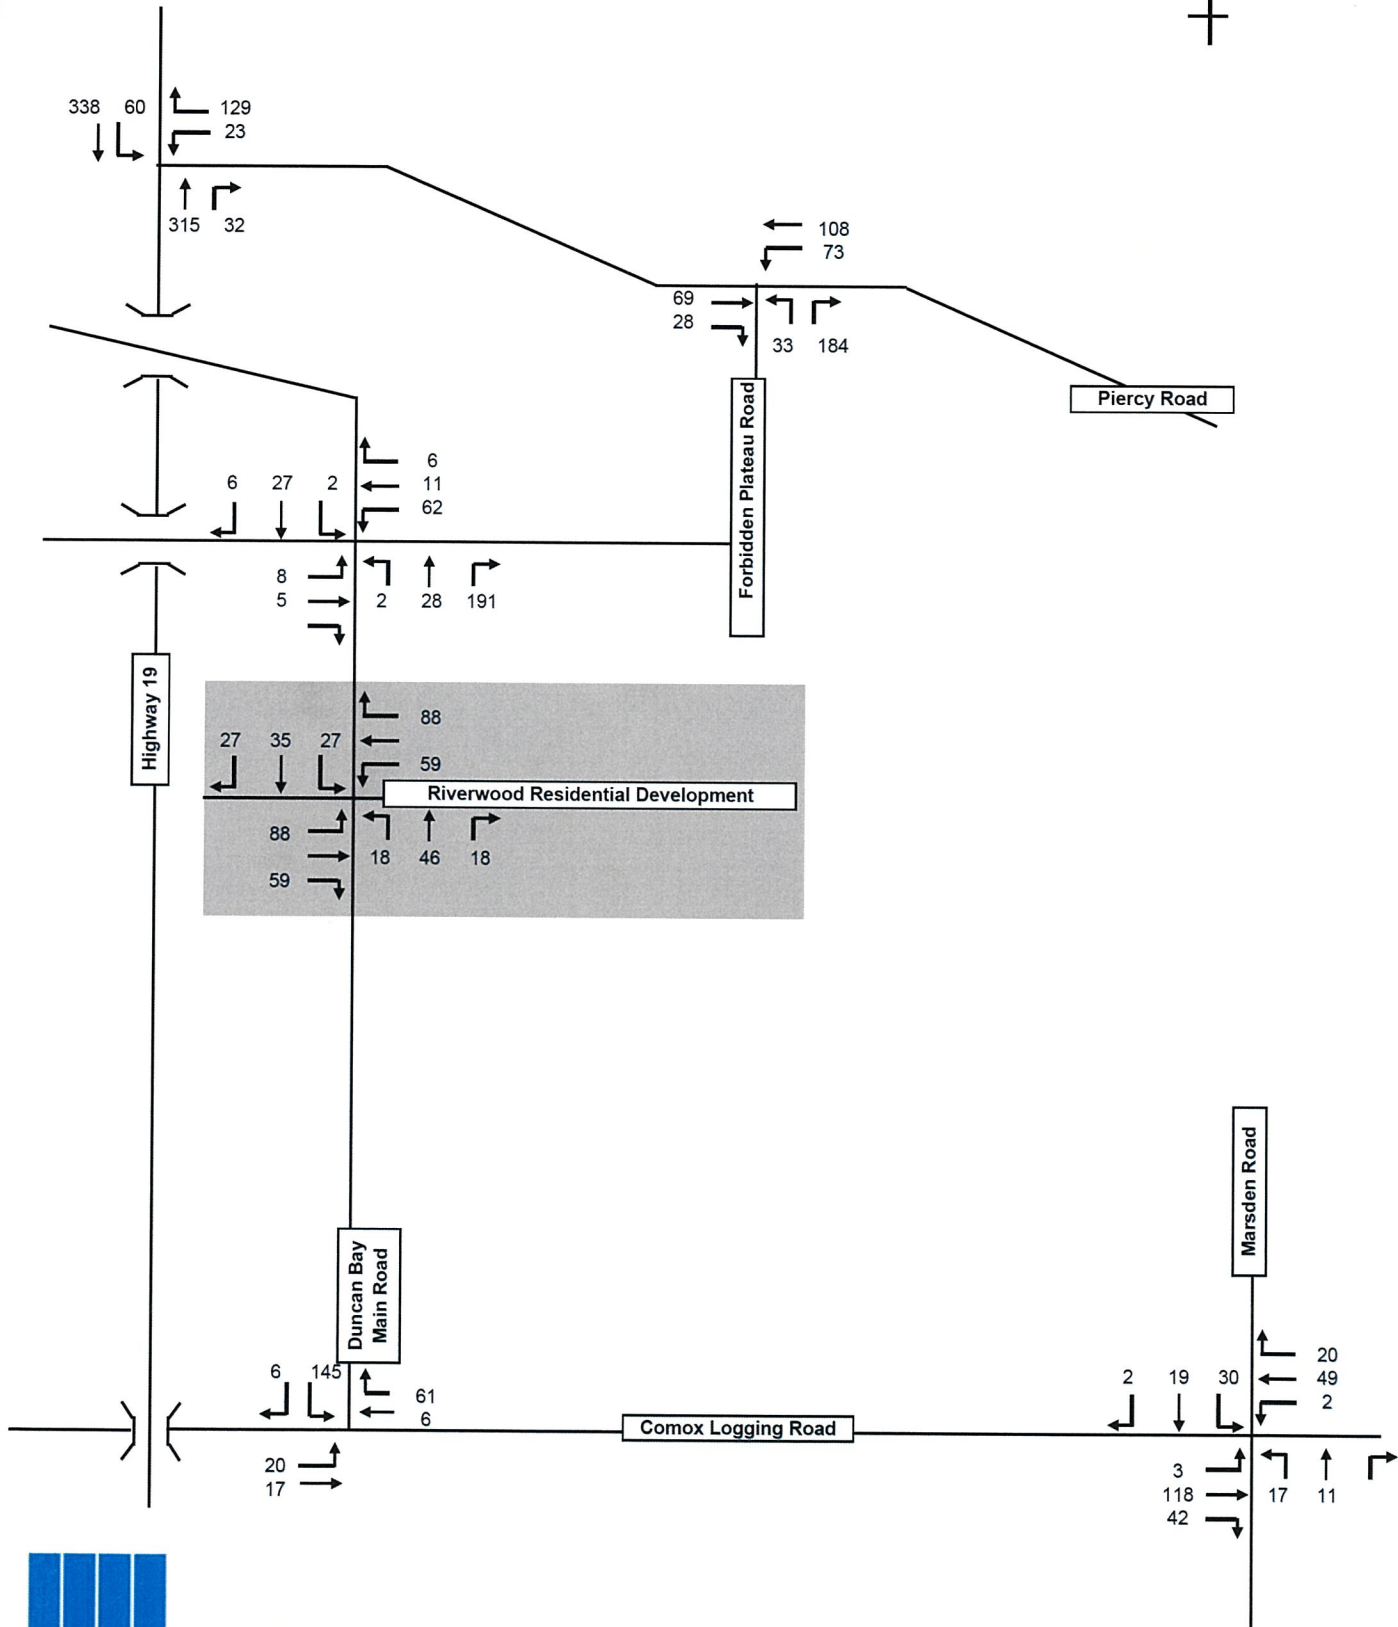 338 60 129
23
315 32
108
73
69
28
33 184
Piercy Road
Forbidden Plateau Road
6
6 27 2 11
62
8
5 2 28 191
Highway 19
88
27 35 27
59
Riverwood Residential Development
88
18 46 18
59
Marsden Road
Duncan Bay
Main Road
6 145
61
6
20
2 19 30 49
2
Comox Logging Road
20
17
3
118 17 11
42